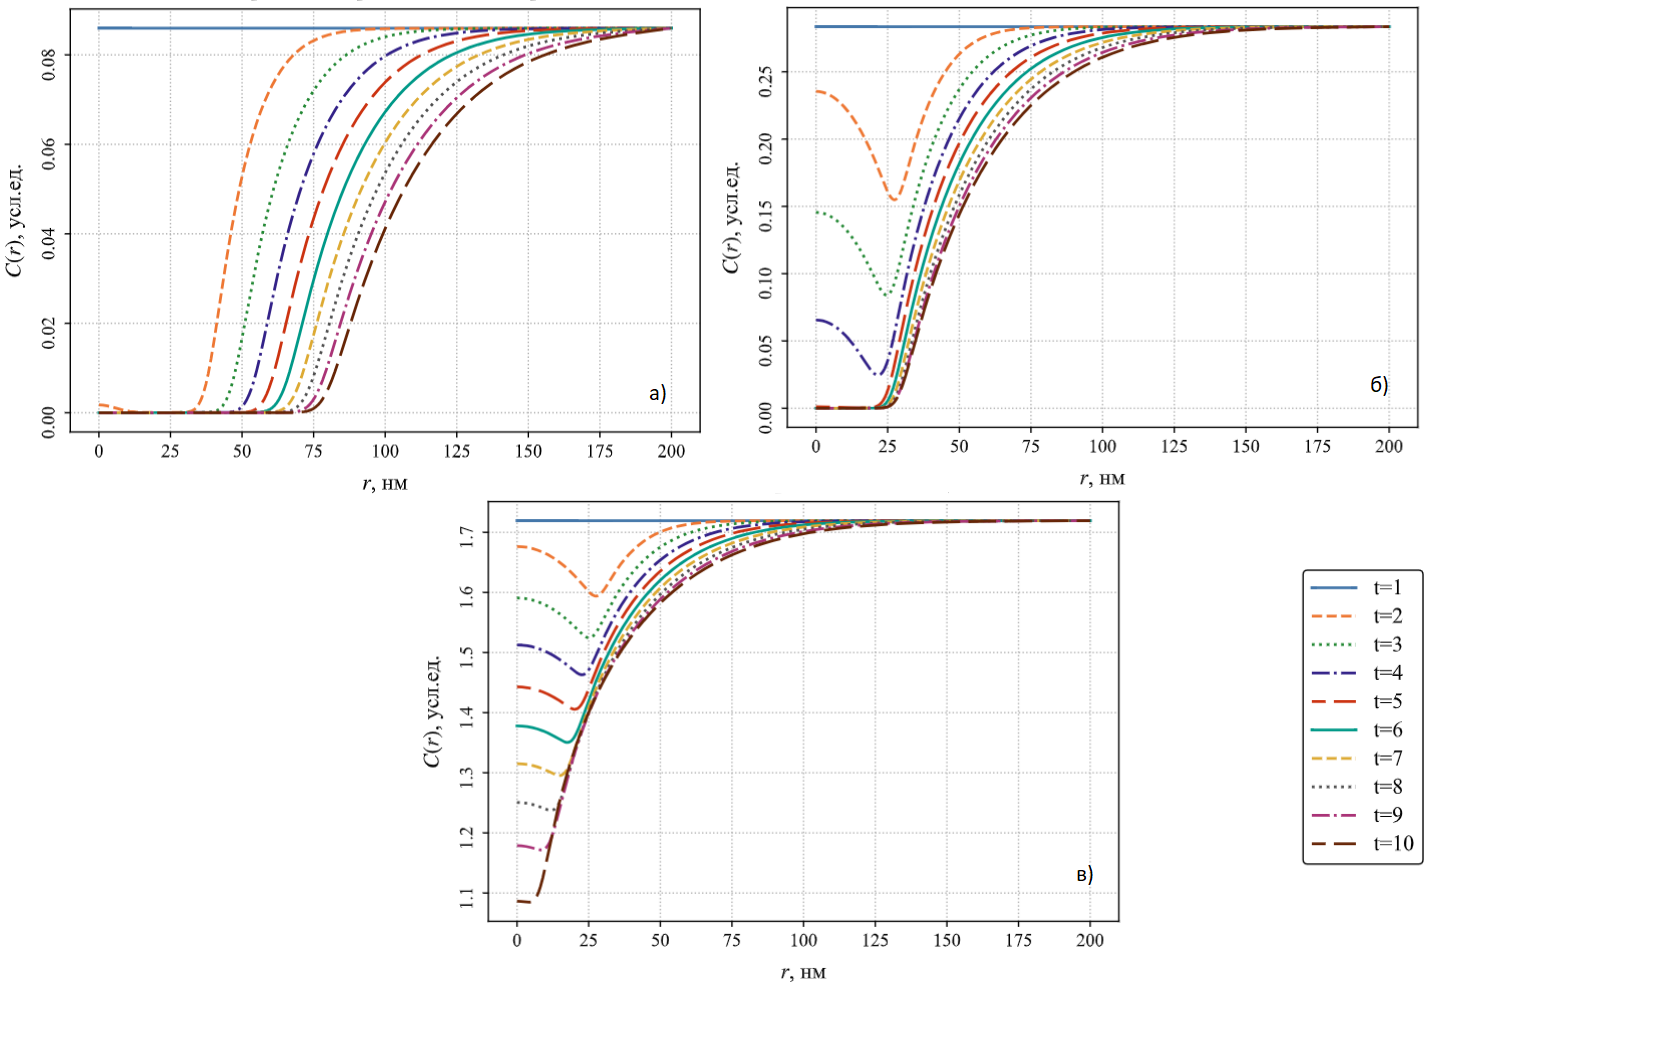 C(r), усл.ед.
0.08
0.06
0.04
0.02
0.00
а)
0 25 50 75 100 125 150 175 200
r, нм
C(r), усл.ед.
0.25
0.20
0.15
0.10
0.05
0.00
б)
0 25 50 75 100 125 150 175 200
r, нм
C(r), усл.ед.
1.7
1.6
1.5
1.4
1.3
1.2
1.1
в)
0 25 50 75 100 125 150 175 200
r, нм
t=1
t=2
t=3
t=4
t=5
t=6
t=7
t=8
t=9
t=10